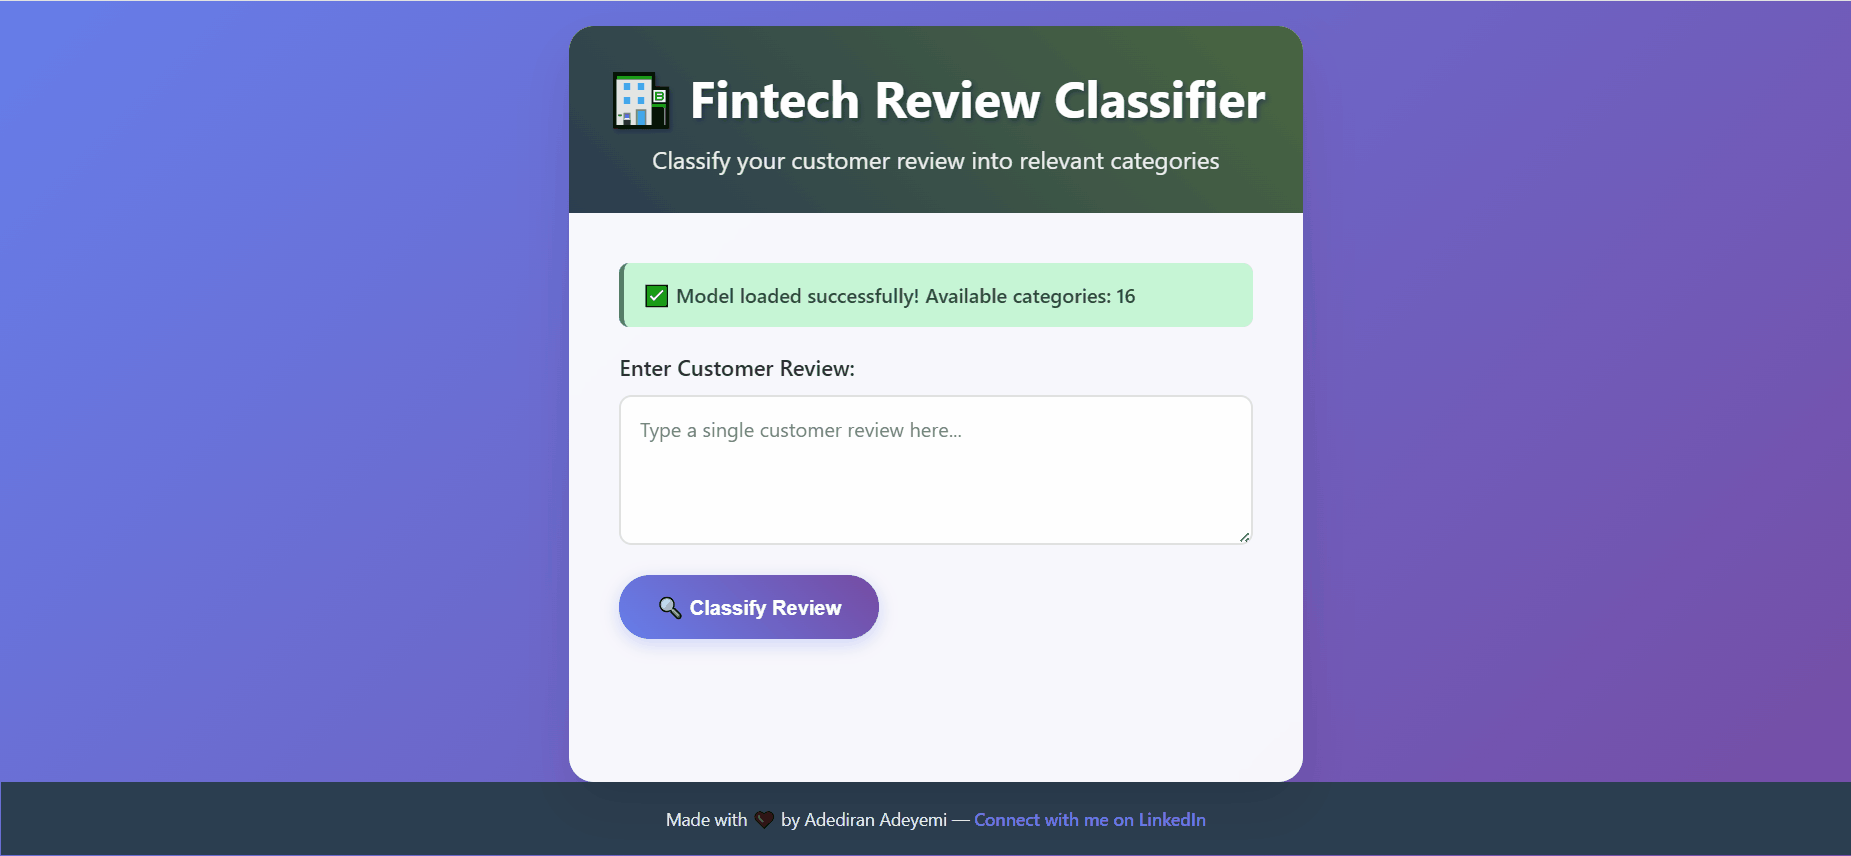 Fintech Review Classifier
Classify your customer review into relevant categories
Model loaded successfully! Available categories: 16
Enter Customer Review:
Type a single customer review here...
Classify Review
Made with 🖤 by Adediran Adeyemi — Connect with me on LinkedIn